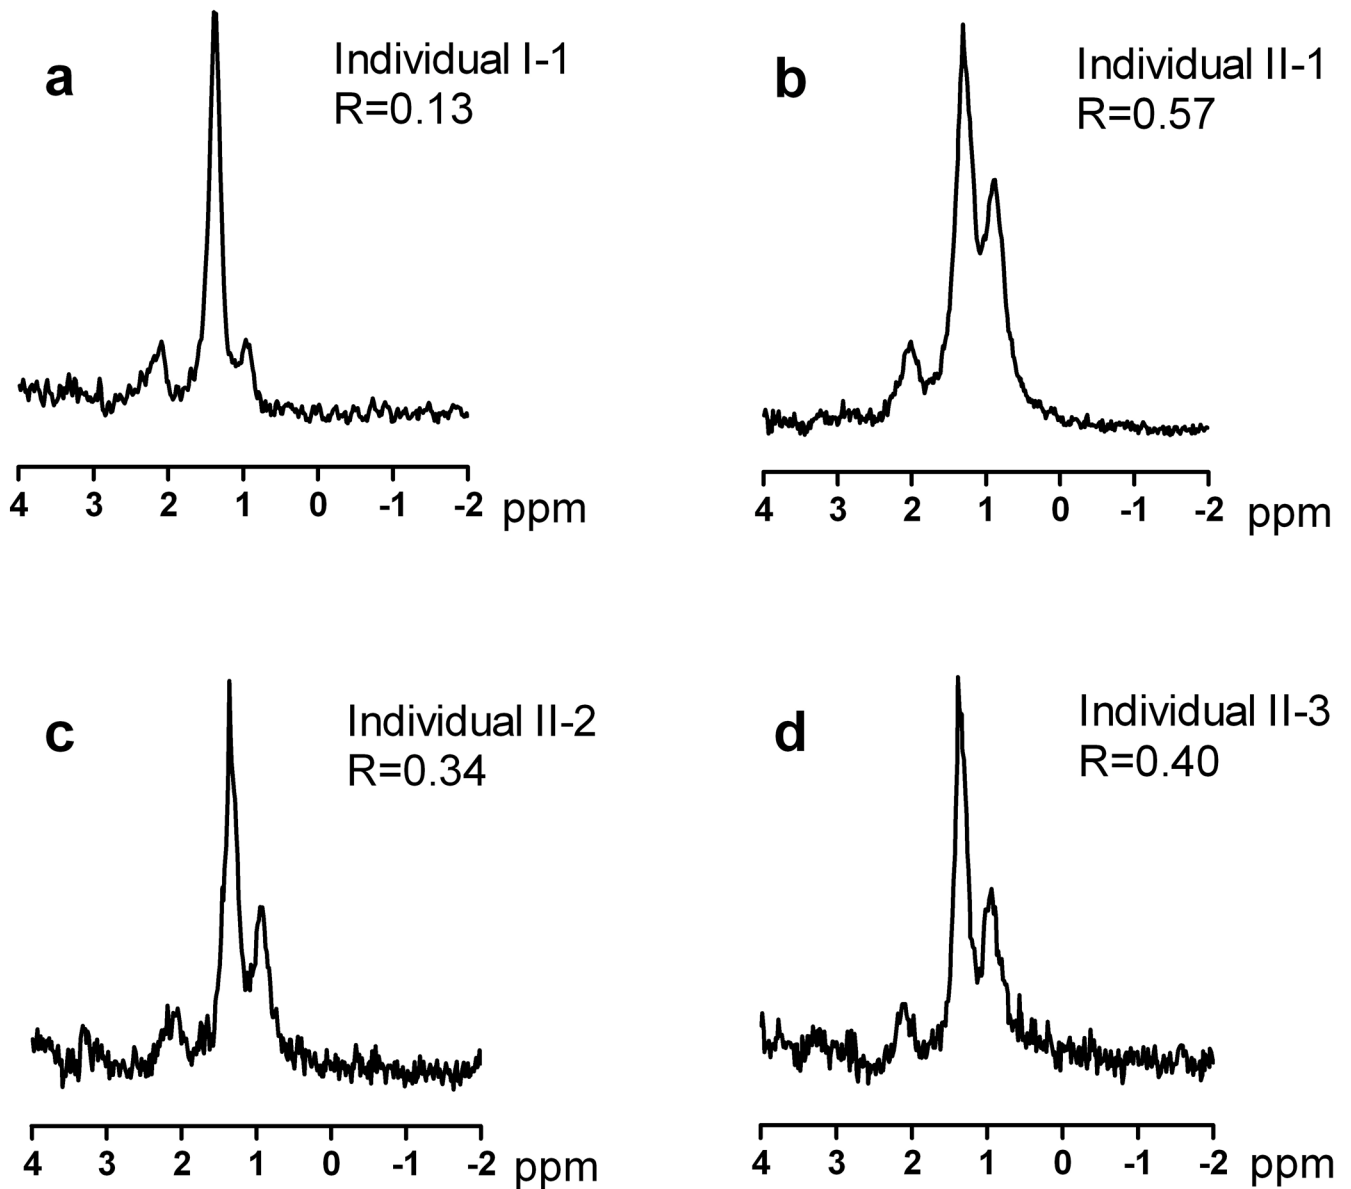 a
Individual I-1
R=0.13
4 3 2 1 0 -1 -2 ppm
b
Individual II-1
R=0.57
4 3 2 1 0 -1 -2 ppm
c
Individual II-2
R=0.34
4 3 2 1 0 -1 -2 ppm
d
Individual II-3
R=0.40
4 3 2 1 0 -1 -2 ppm